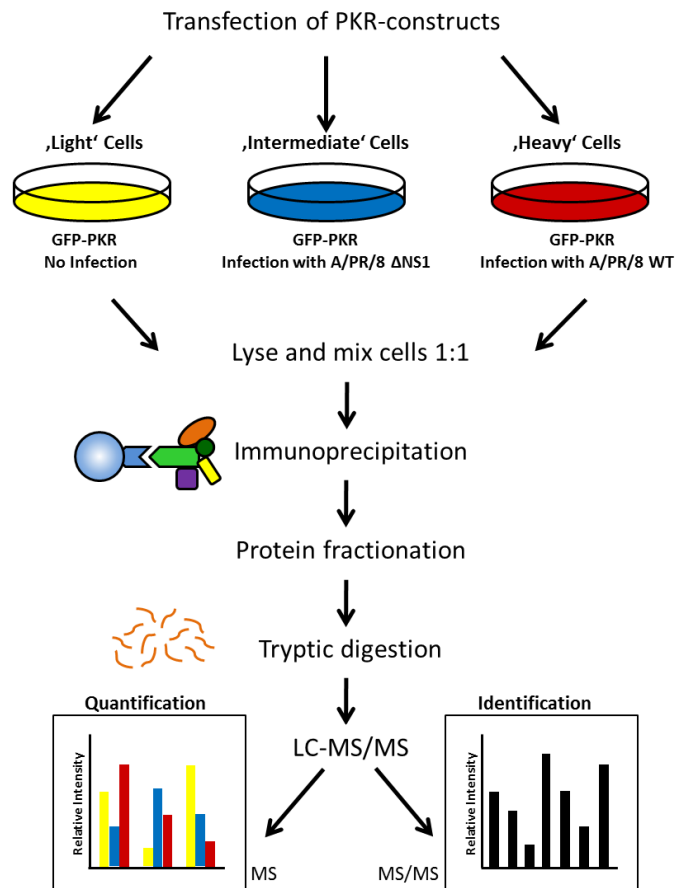 Transfection of PKR-constructs
‚Light‘ Cells
‚Intermediate‘ Cells
‚Heavy‘ Cells
GFP-PKR
No Infection
GFP-PKR
Infection with A/PR/8 ΔNS1
GFP-PKR
Infection with A/PR/8 WT
Lyse and mix cells 1:1
Immunoprecipitation
Protein fractionation
Tryptic digestion
LC-MS/MS
Quantification
Relative Intensity
MS
Identification
Relative Intensity
MS/MS